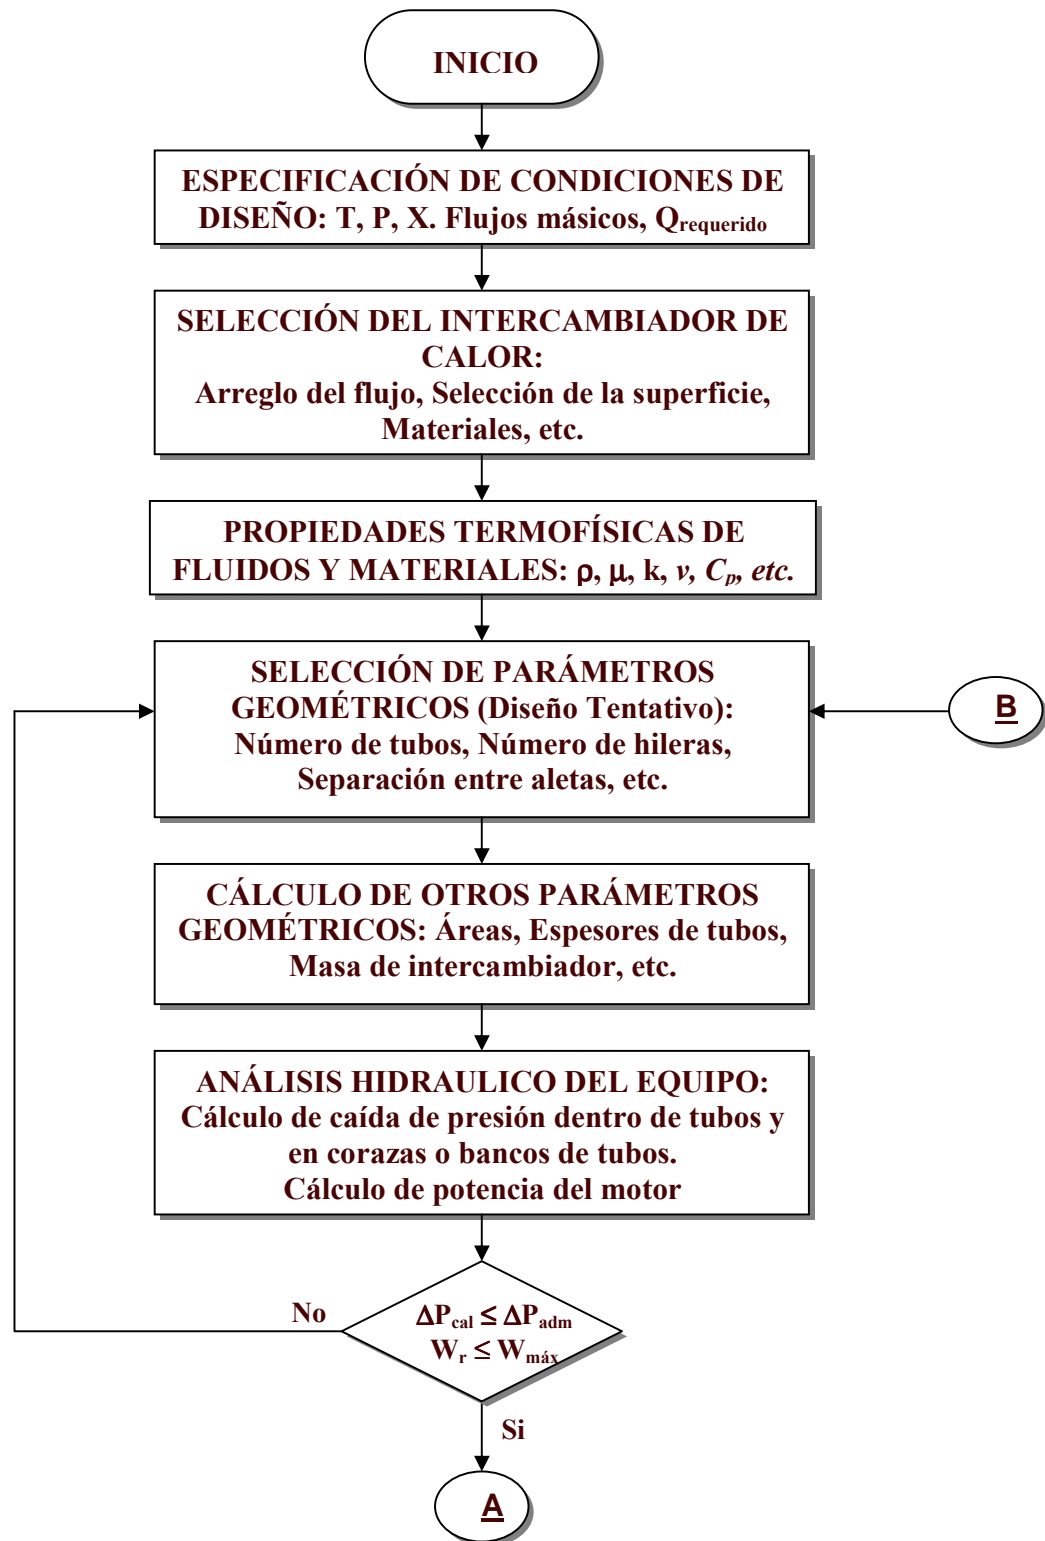 INICIO
ESPECIFICACIÓN DE CONDICIONES DE
DISEÑO: T, P, X. Flujos másicos, Qrequerido
SELECCIÓN DEL INTERCAMBIADOR DE
CALOR:
Arreglo del flujo, Selección de la superficie,
Materiales, etc.
PROPIEDADES TERMOFÍSICAS DE
FLUIDOS Y MATERIALES: ρ, μ, k, v, Cp, etc.
SELECCIÓN DE PARÁMETROS
GEOMÉTRICOS (Diseño Tentativo):
Número de tubos, Número de hileras,
Separación entre aletas, etc.
B
CÁLCULO DE OTROS PARÁMETROS
GEOMÉTRICOS: Áreas, Espesores de tubos,
Masa de intercambiador, etc.
ANÁLISIS HIDRAULICO DEL EQUIPO:
Cálculo de caída de presión dentro de tubos y
en corazas o bancos de tubos.
Cálculo de potencia del motor
No
ΔPcal ≤ ΔPadm
Wr ≤ Wmáx
Si
A